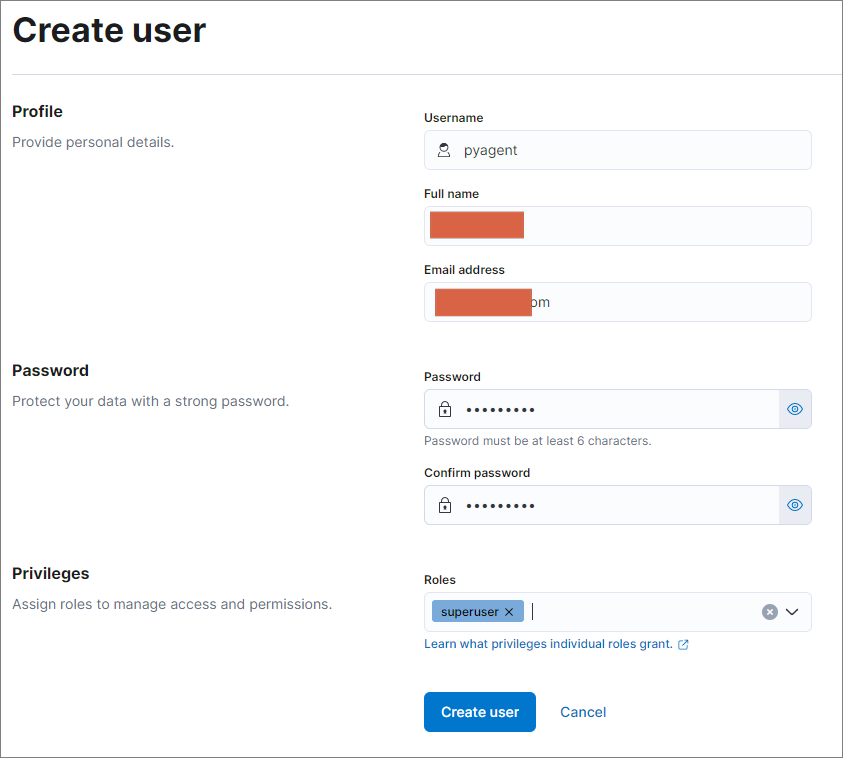 Create user
Profile
Provide personal details.
Username
pyagent
Full name
Email address
om
Password
Protect your data with a strong password.
Password
•••••••••
Password must be at least 6 characters.
Confirm password
•••••••••
Privileges
Assign roles to manage access and permissions.
Roles
superuser
Learn what privileges individual roles grant.
Create user Cancel